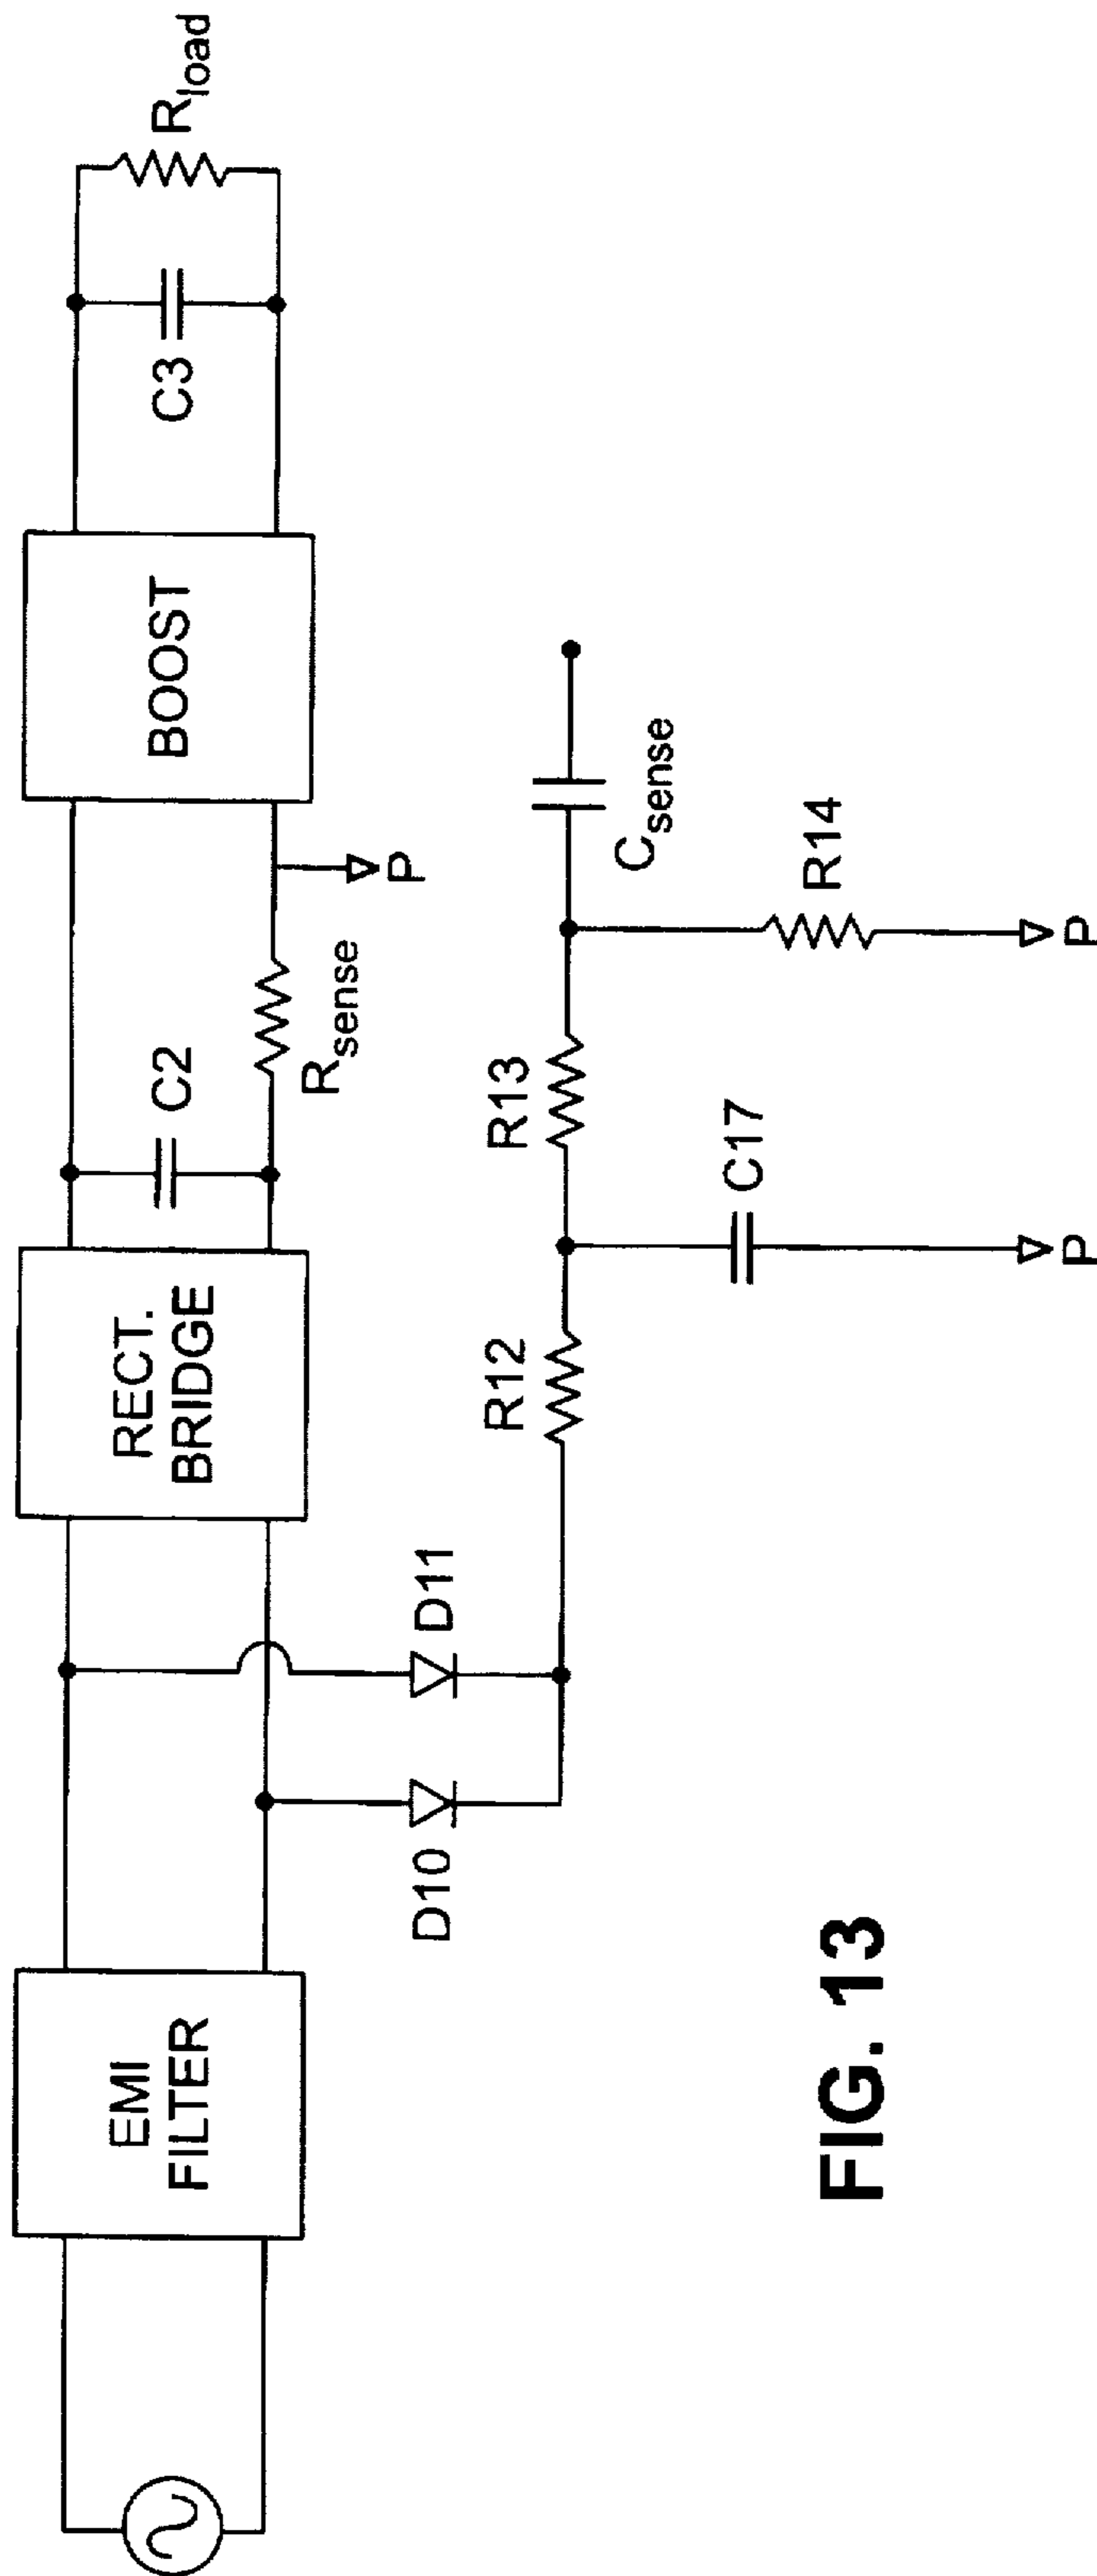 EMI
FILTER
RECT.
BRIDGE
C2
R_sense
P
BOOST
C3
R_load
D10
D11
R12
R13
C_sense
C17
R14
P
P
FIG. 13